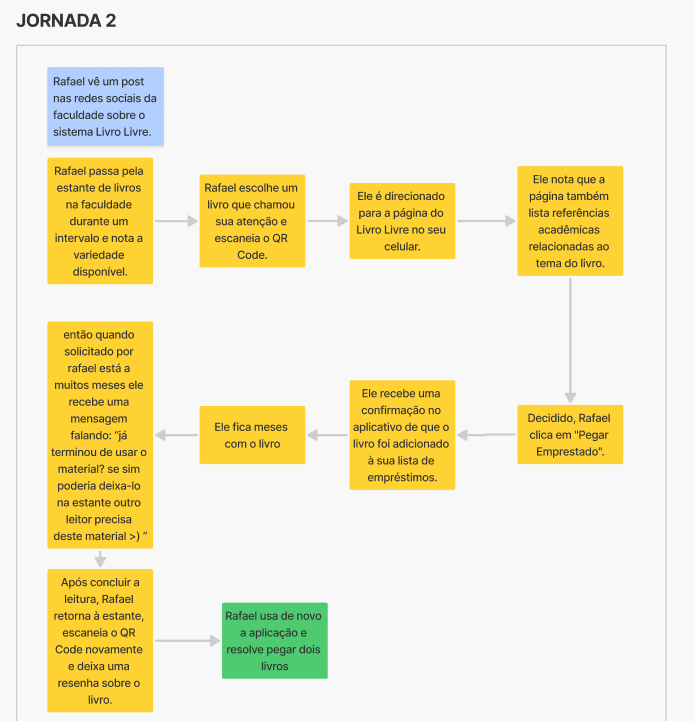 JORNADA 2
Rafael vê um post
nas redes sociais da
faculdade sobre o
sistema Livro Livre.
Rafael passa pela
estante de livros
na faculdade
durante um
intervalo e nota a
variedade
disponível.
Rafael escolhe um
livro que chamou
sua atenção e
escaneia o QR
Code.
Ele é direcionado
para a página do
Livro Livre no seu
celular.
Ele nota que a
página também
lista referências
acadêmicas
relacionadas ao
tema do livro.
Decidido, Rafael
clica em "Pegar
Emprestado".
Ele recebe uma
confirmação no
aplicativo de que o
livro foi adicionado
à sua lista de
empréstimos.
Ele fica meses
com o livro
então quando
solicitado por
rafael está a
muitos meses ele
recebe uma
mensagem
falando: “já
terminou de usar o
material? se sim
poderia deixa-lo
na estante outro
leitor precisa
deste material >) ”
Após concluir a
leitura, Rafael
retorna à estante,
escaneia o QR
Code novamente
e deixa uma
resenha sobre o
livro.
Rafael usa de novo
a aplicação e
resolve pegar dois
livros